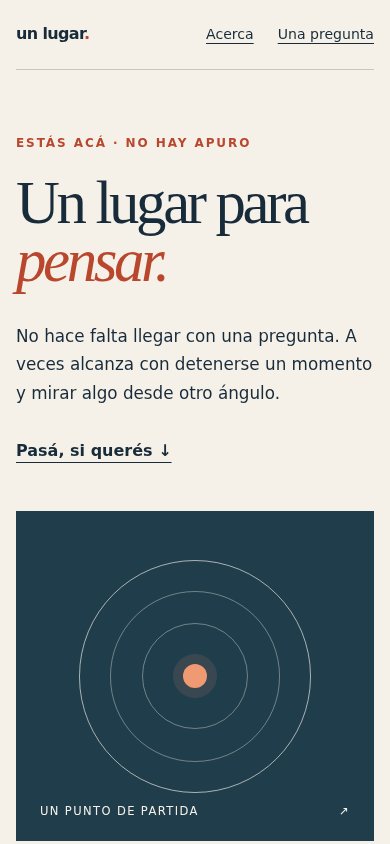 un lugar.
Acerca
Una pregunta
ESTÁS ACÁ · NO HAY APURO
Un lugar para
pensar.
No hace falta llegar con una pregunta. A
veces alcanza con detenerse un momento
y mirar algo desde otro ángulo.
Pasá, si querés ↓
UN PUNTO DE PARTIDA ↗